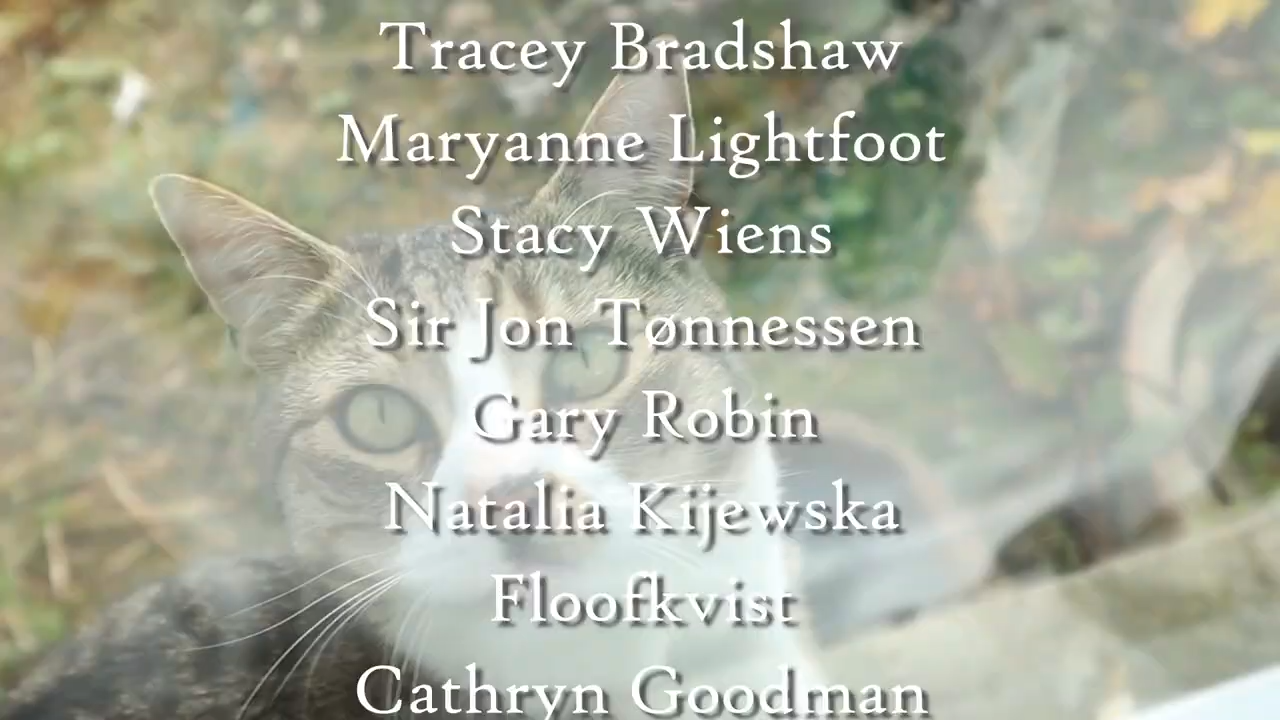 Tracey Bradshaw
Maryanne Lightfoot
Stacy Wiens
Sir Jon Tønnessen
Gary Robin
Natalia Kijewska
Floofkvist
Cathryn Goodman